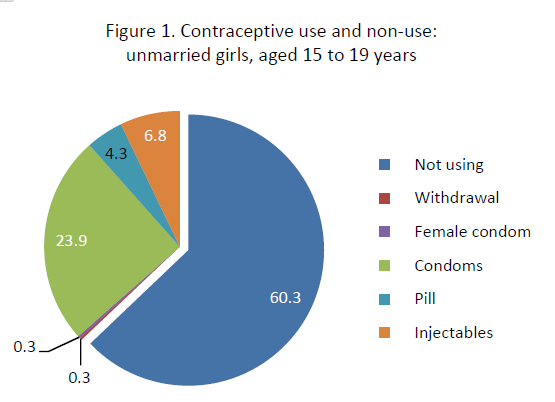 Figure 1. Contraceptive use and non-use:
unmarried girls, aged 15 to 19 years
6.8
4.3
23.9
60.3
0.3
0.3
Not using
Withdrawal
Female condom
Condoms
Pill
Injectables